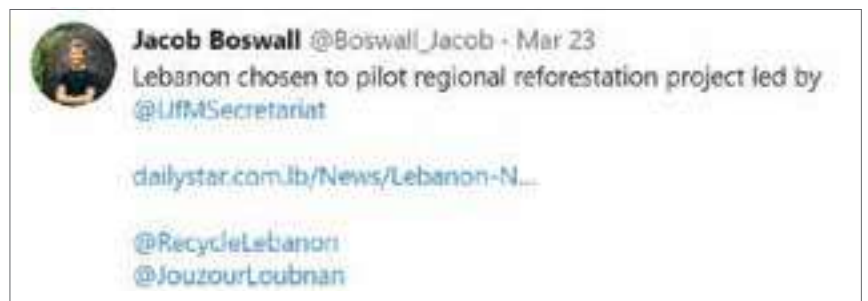 Jacob Boswall @Boswall_Jacob · Mar 23
Lebanon chosen to pilot regional reforestation project led by
@UfMSecretariat
dailystar.com.lb/News/Lebanon-N...
@RecycleLebanon
@JouzourLoubnan